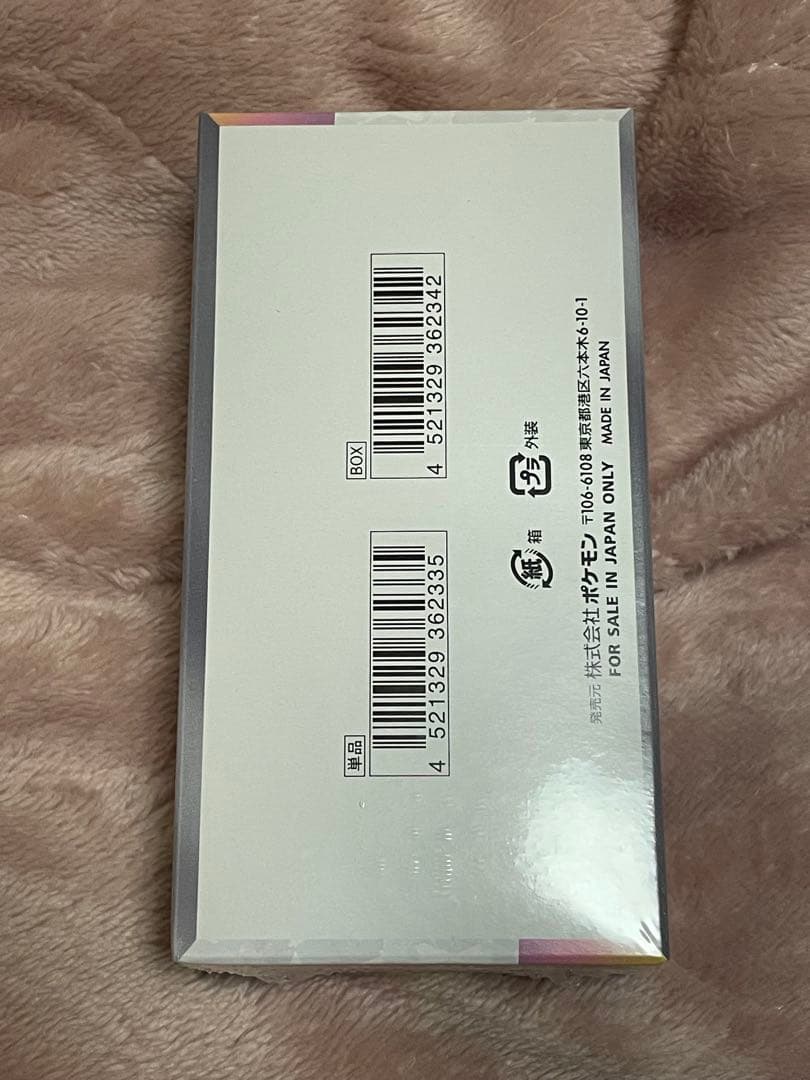 単品
4 521329 362335
BOX
4 521329 362342
紙 箱
プラ 外装
発売元 株式会社 ポケモン 〒106-6108 東京都港区六本木6-10-1
FOR SALE IN JAPAN ONLY MADE IN JAPAN